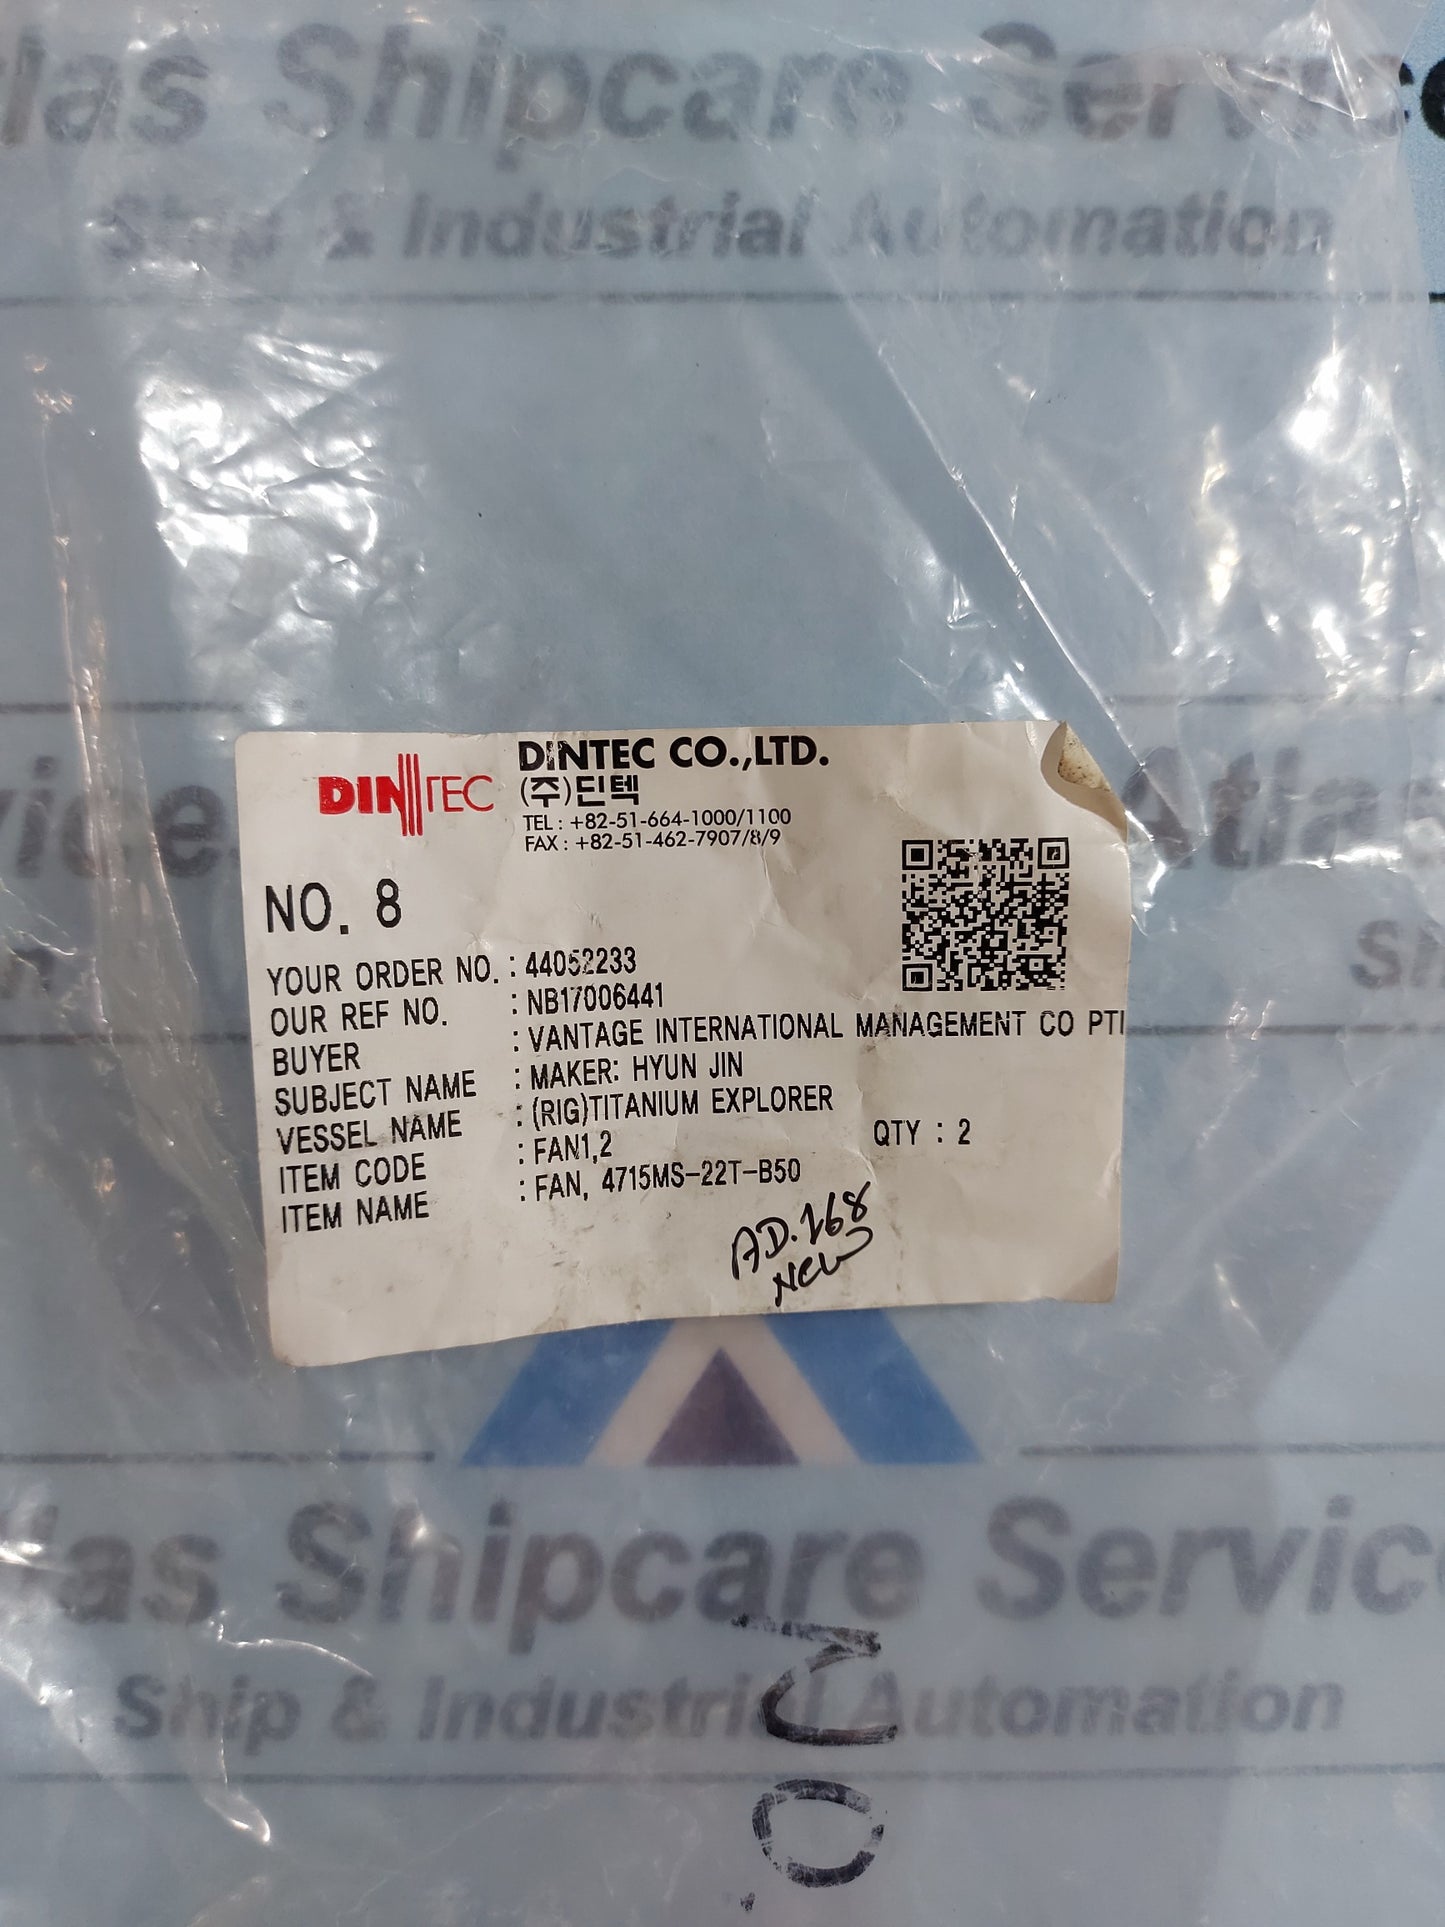 las Shipcare Service
Ship & Industrial Automation
vices
Atlas
DINTEC
DINTEC CO.,LTD.
(주)딘텍
TEL : +82-51-664-1000/1100
FAX : +82-51-462-7907/8/9
NO. 8
YOUR ORDER NO. : 44052233
OUR REF NO. : NB17006441
BUYER : VANTAGE INTERNATIONAL MANAGEMENT CO PTI
SUBJECT NAME : MAKER: HYUN JIN
VESSEL NAME : (RIG)TITANIUM EXPLORER
ITEM CODE : FAN1,2 QTY : 2
ITEM NAME : FAN, 4715MS-22T-B50
AD.168
NEW
las Shipcare Service
Ship & Industrial Automation